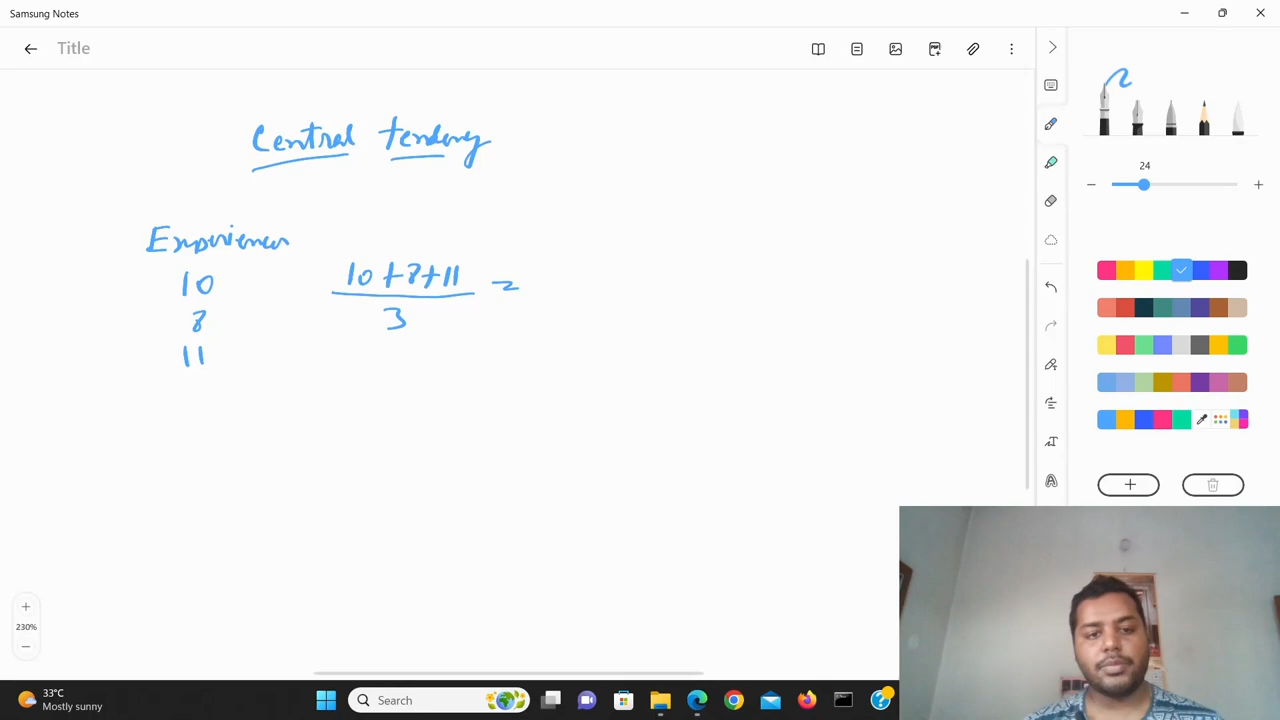 Samsung Notes
Title
24
Central tendency
Experience
10
8
11
10+8+11 =
3
230%
33°C
Mostly sunny
Search